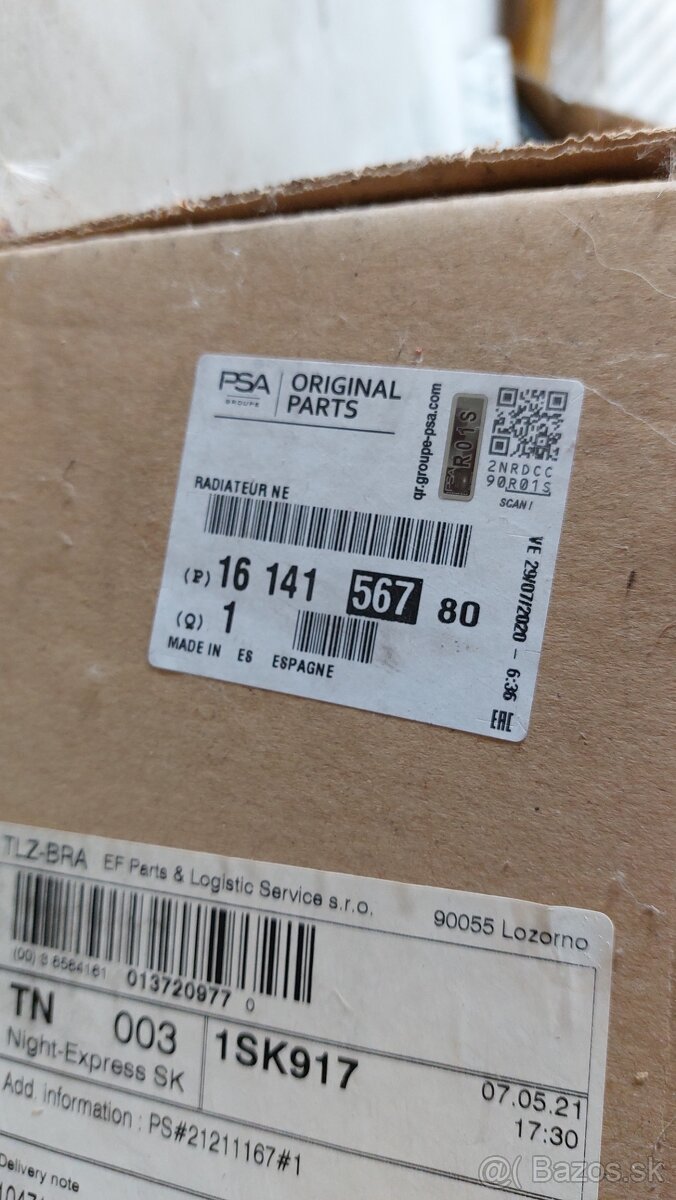 PSA
GROUPE
ORIGINAL
PARTS
qr.groupe-psa.com
PSA R01S
2NRDCC
90R01S
SCAN !
RADIATEUR NE
(P) 16 141 567 80
(Q) 1
MADE IN ES ESPAGNE
VE 29/07/2020 - 6:36
EAC
TLZ-BRA EF Parts & Logistic Service s.r.o. 90055 Lozorno
(00) 3 6584161 013720977 0
TN 003
Night-Express SK
1SK917
07.05.21
17:30
Add. information : PS#21211167#1
Delivery note
@( Bazos.sk